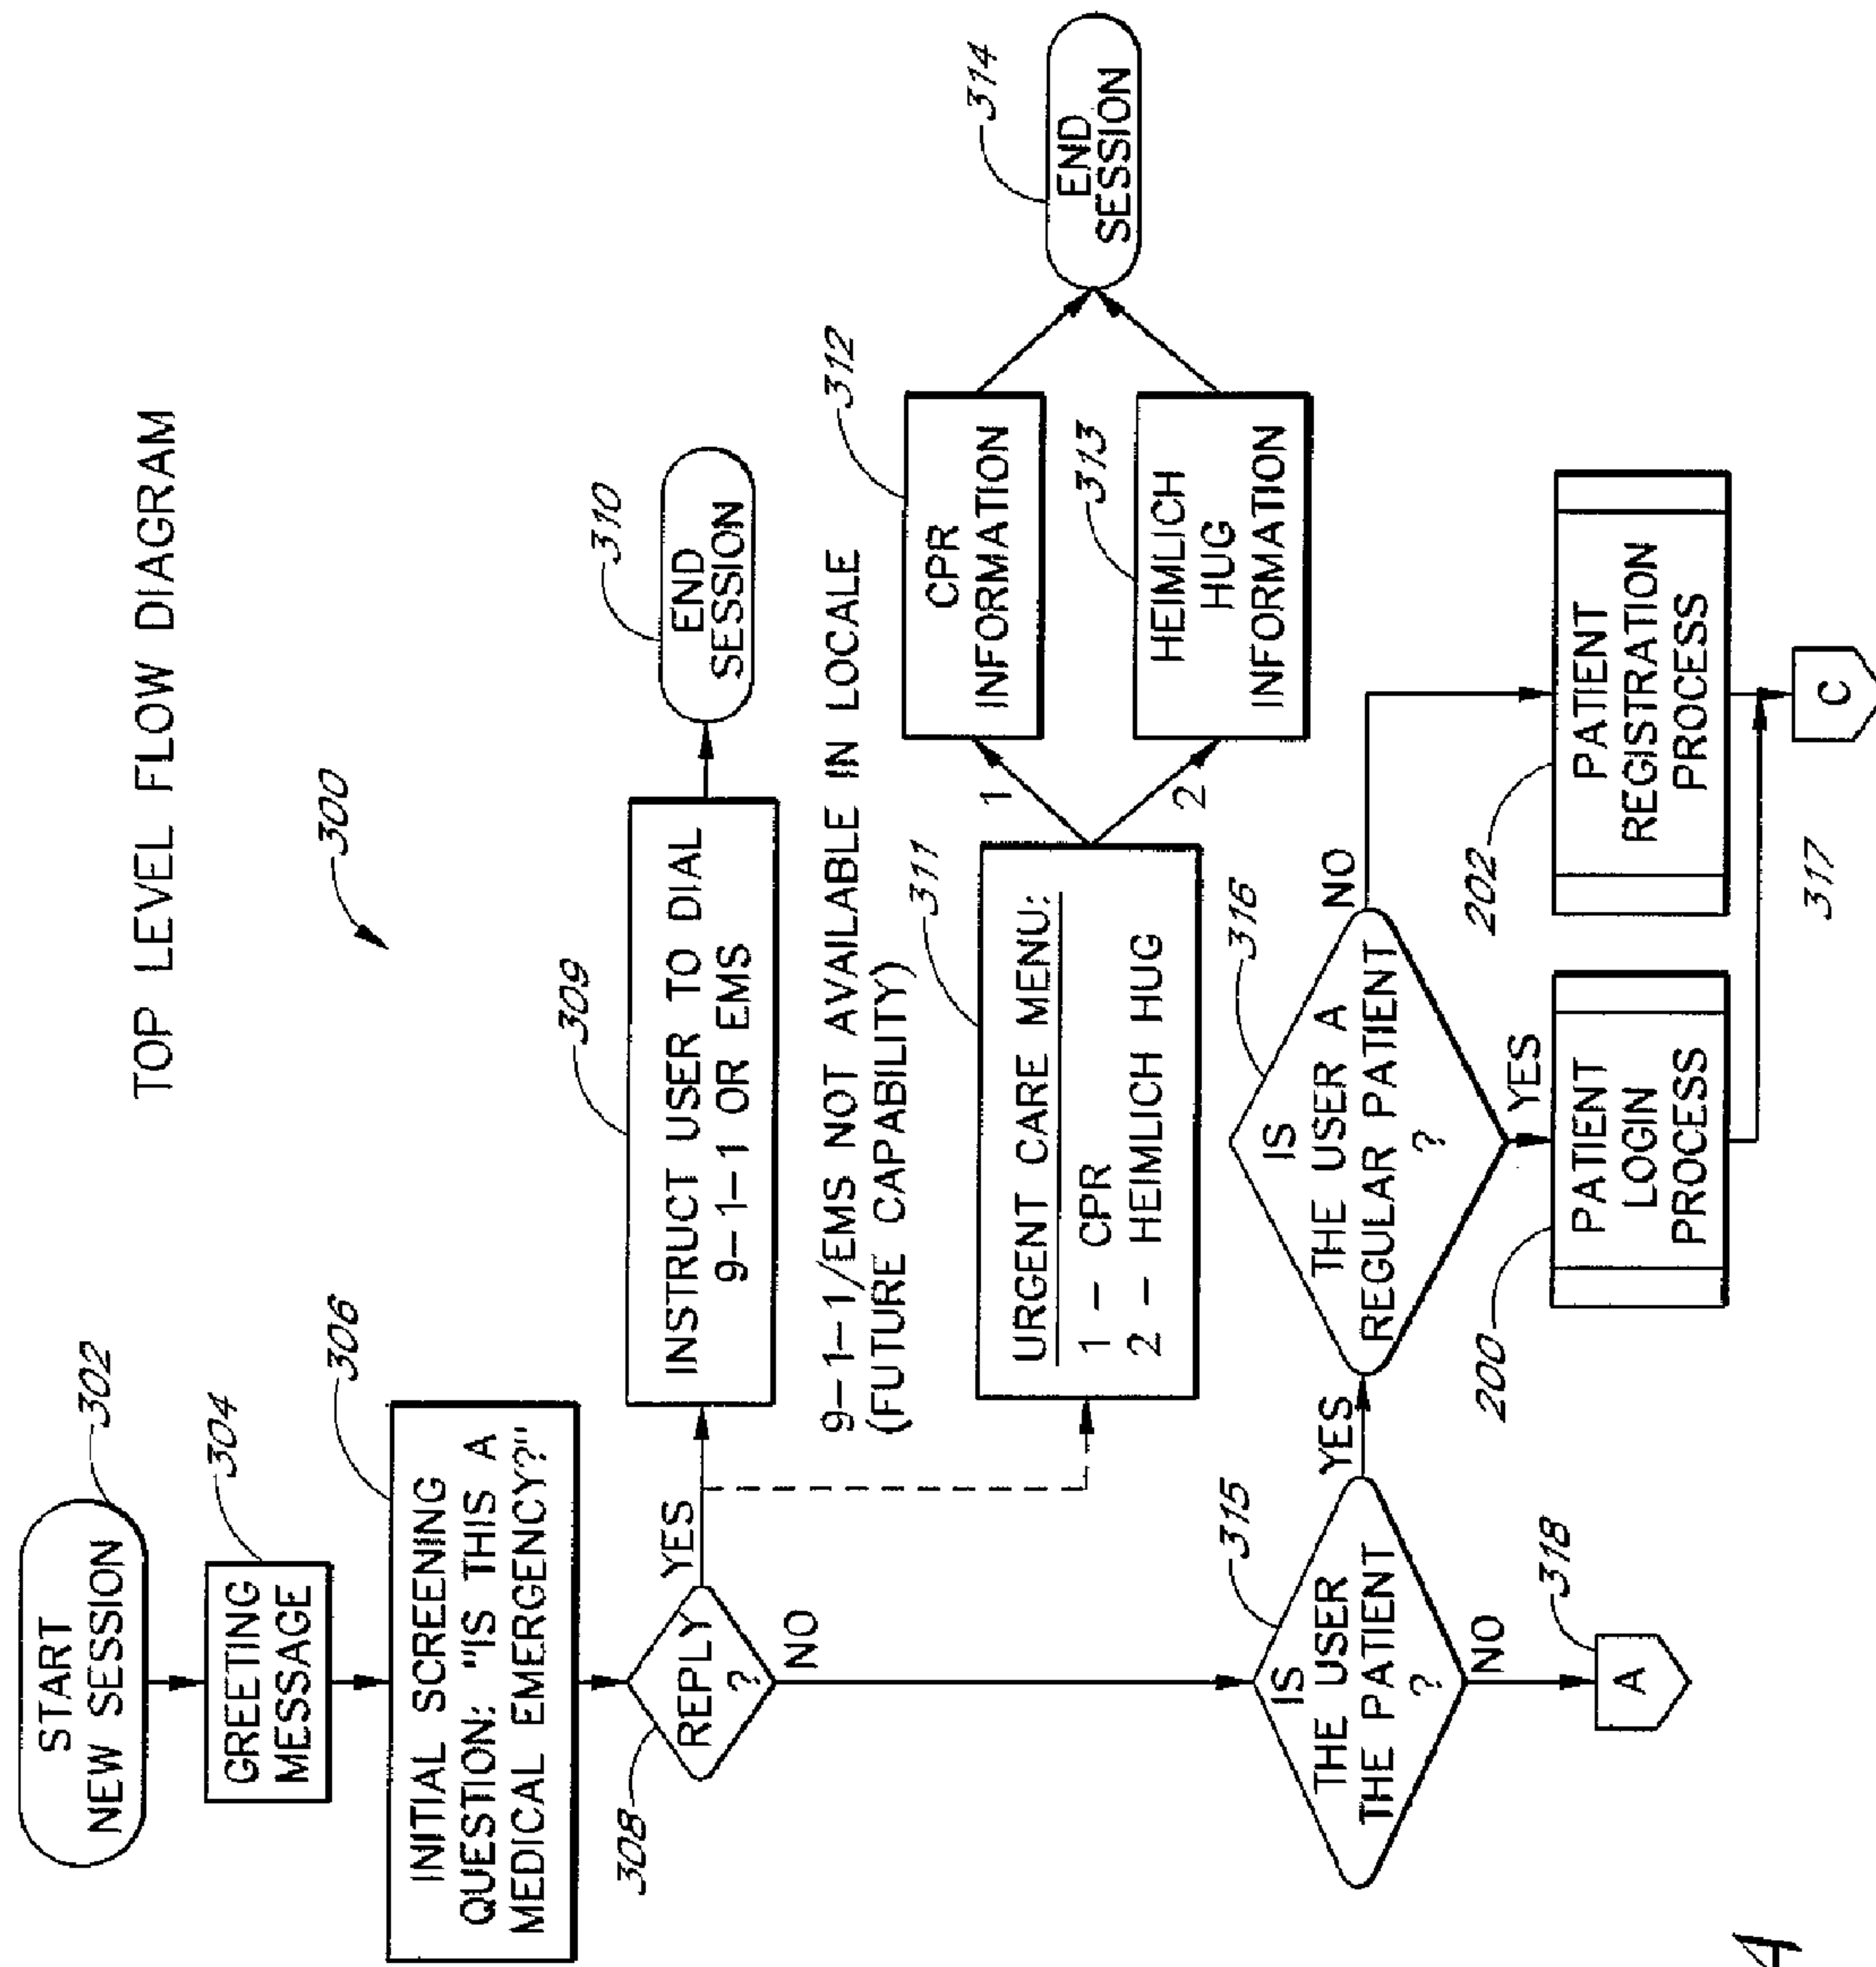 TOP LEVEL FLOW DIAGRAM
300
START
NEW SESSION
302
GREETING
MESSAGE
304
INITIAL SCREENING
QUESTION: "IS THIS A
MEDICAL EMERGENCY?"
306
REPLY
?
308
YES
NO
INSTRUCT USER TO DIAL
9-1-1 OR EMS
309
END
SESSION
310
9-1-1/EMS NOT AVAILABLE IN LOCALE
(FUTURE CAPABILITY)
URGENT CARE MENU:
1 - CPR
2 - HEIMLICH HUG
311
1
2
CPR
INFORMATION
312
HEIMLICH
HUG
INFORMATION
313
END
SESSION
314
IS
THE USER
THE PATIENT
?
315
YES
NO
A
318
IS
THE USER A
REGULAR PATIENT
?
316
NO
YES
PATIENT
LOGIN
PROCESS
200
PATIENT
REGISTRATION
PROCESS
202
317
C